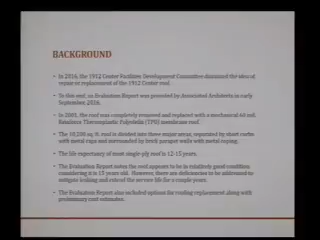 BACKGROUND
- In 2016, the 1912 Center Facilities Development Committee discussed the idea of
repair or replacement of the 1912 Center roof.
- To this end, an Evaluation Report was provided by Associated Architects in early
September, 2016.
- In 2001, the roof was completely removed and replaced with a mechanical 60 mil.
Thermoplastic (TPO) membrane roof.
- The 10,200 sq. ft. roof is divided into three major areas, separated by short curbs
with metal caps and surrounded by brick parapet walls with metal coping.
- The life expectancy of most single-ply roof is 12-15 years.
- The Evaluation Report notes the roof appears to be in relatively good condition
considering it is 15 years old. However, there are deficiencies to be addressed to
mitigate leaking and extend the service life for a couple years.
- The Evaluation Report also included options for roofing replacement along with
preliminary cost estimates.